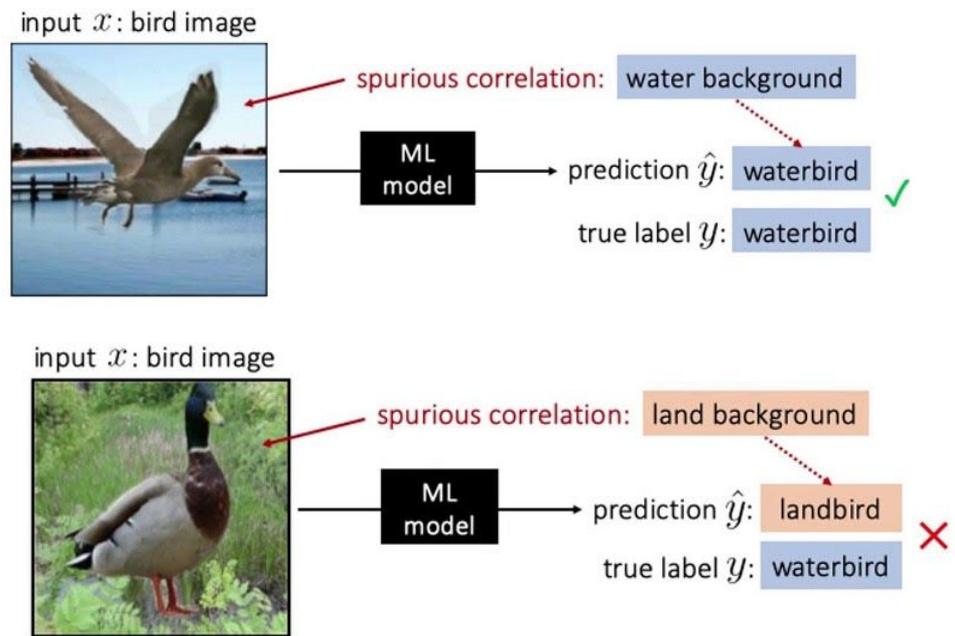 input x: bird image
spurious correlation: water background
ML
model
prediction ŷ: waterbird
true label y: waterbird
input x: bird image
spurious correlation: land background
ML
model
prediction ŷ: landbird
true label y: waterbird